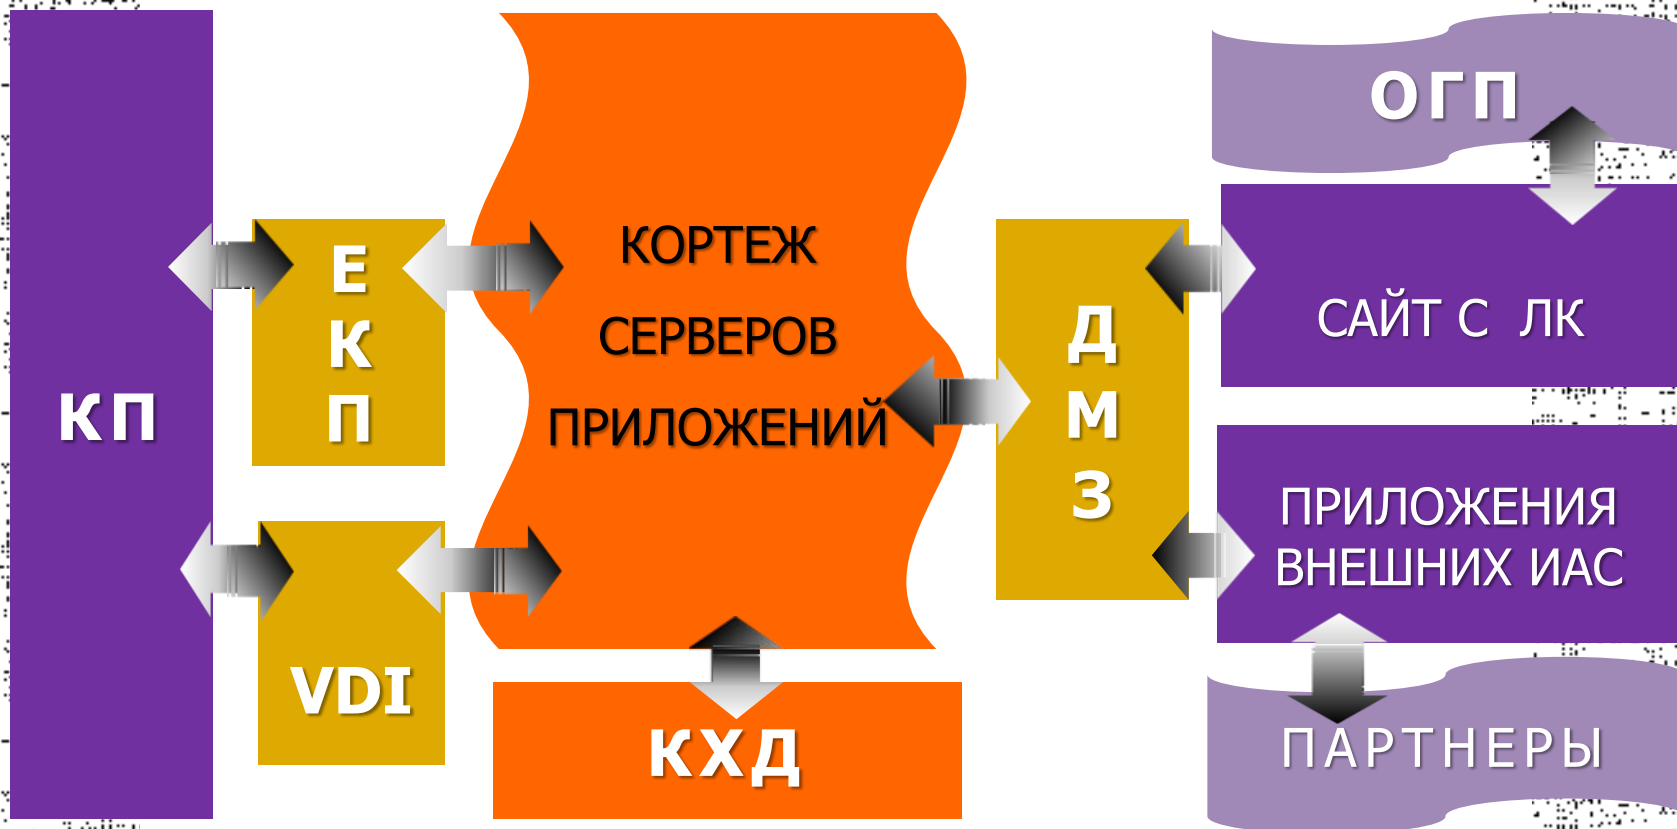 КП
Е
К
П
VDI
КОРТЕЖ
СЕРВЕРОВ
ПРИЛОЖЕНИЙ
КХД
Д
М
З
ОГП
САЙТ С ЛК
ПРИЛОЖЕНИЯ
ВНЕШНИХ ИАС
ПАРТНЕРЫ